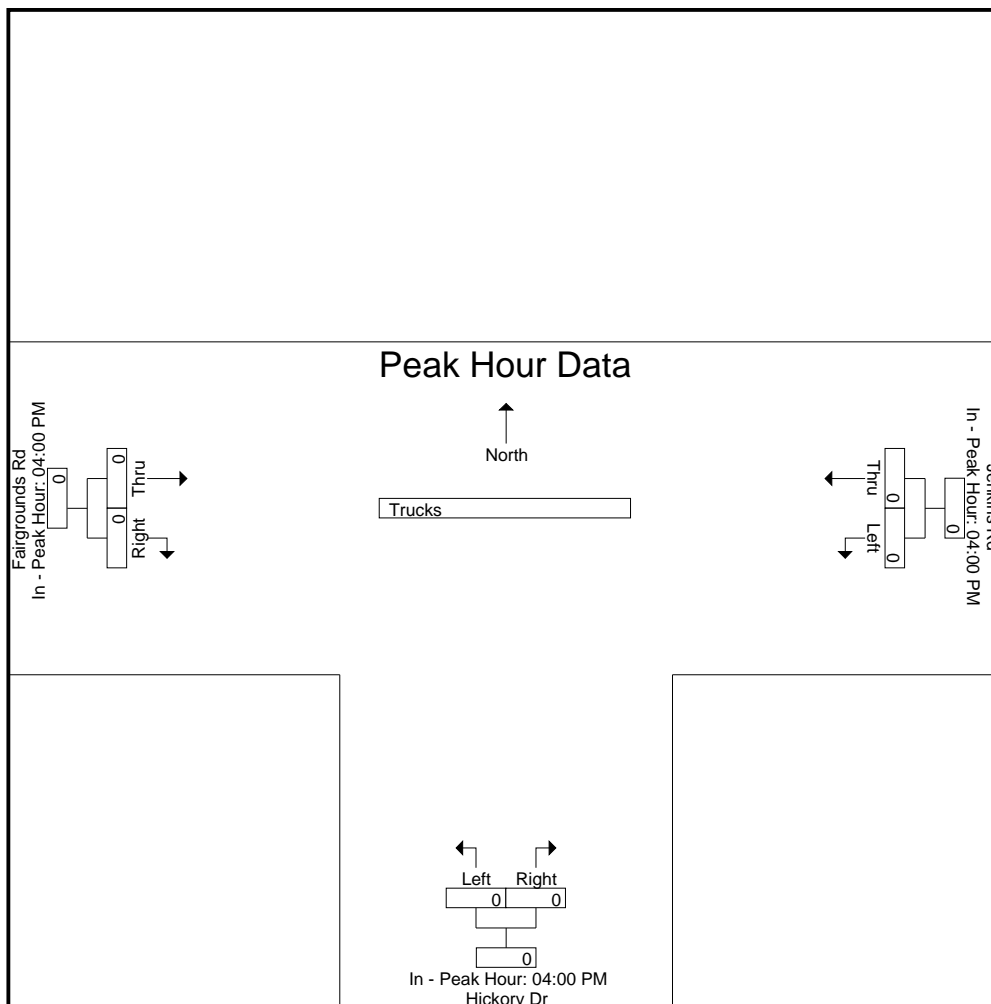 Peak Hour Data
North
Trucks
Fairgrounds Rd
In - Peak Hour: 04:00 PM
0
0
0
Thru
Right
Thru
Left
0
0
0
In - Peak Hour: 04:00 PM
Jenkins Rd
Left Right
0 0
0
In - Peak Hour: 04:00 PM
Hickory Dr